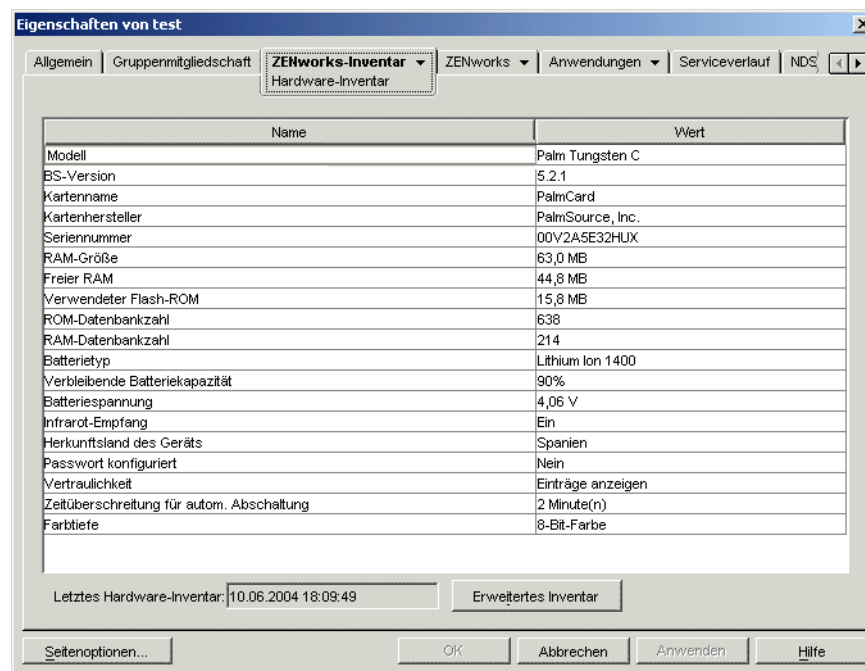 Eigenschaften von test
Allgemein Gruppenmitgliedschaft ZENworks-Inventar ZENworks Anwendungen Serviceverlauf NDS
Hardware-Inventar
Name Wert
Modell Palm Tungsten C
BS-Version 5.2.1
Kartenname PalmCard
Kartenhersteller PalmSource, Inc.
Seriennummer 00V2A5E32HUX
RAM-Größe 63,0 MB
Freier RAM 44,8 MB
Verwendeter Flash-ROM 15,8 MB
ROM-Datenbankzahl 638
RAM-Datenbankzahl 214
Batterietyp Lithium Ion 1400
Verbleibende Batteriekapazität 90%
Batteriespannung 4,06 V
Infrarot-Empfang Ein
Herkunftsland des Geräts Spanien
Passwort konfiguriert Nein
Vertraulichkeit Einträge anzeigen
Zeitüberschreitung für autom. Abschaltung 2 Minute(n)
Farbtiefe 8-Bit-Farbe
Letztes Hardware-Inventar: 10.06.2004 18:09:49 Erweitertes Inventar
Seitenoptionen... OK Abbrechen Anwenden Hilfe